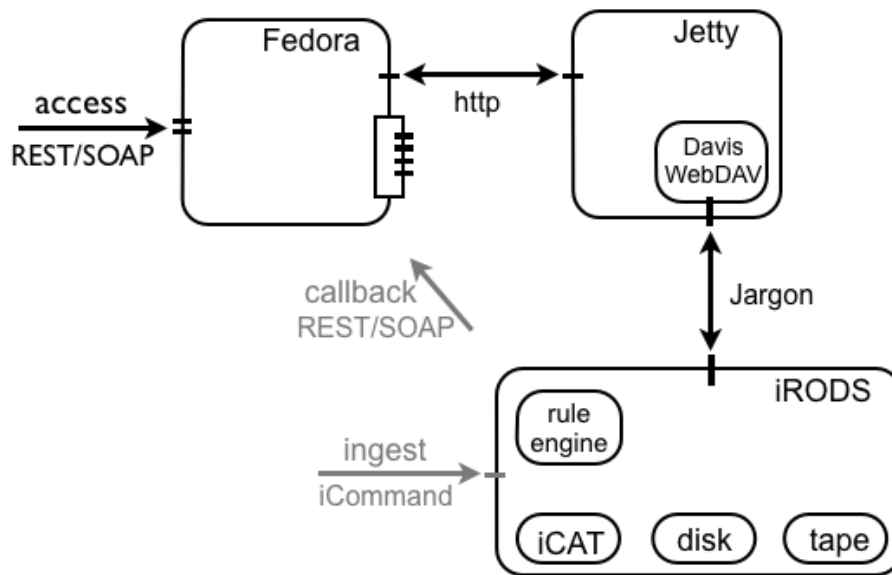 Fedora
Jetty
access
REST/SOAP
http
Davis
WebDAV
callback
REST/SOAP
Jargon
iRODS
rule
engine
ingest
iCommand
iCAT
disk
tape